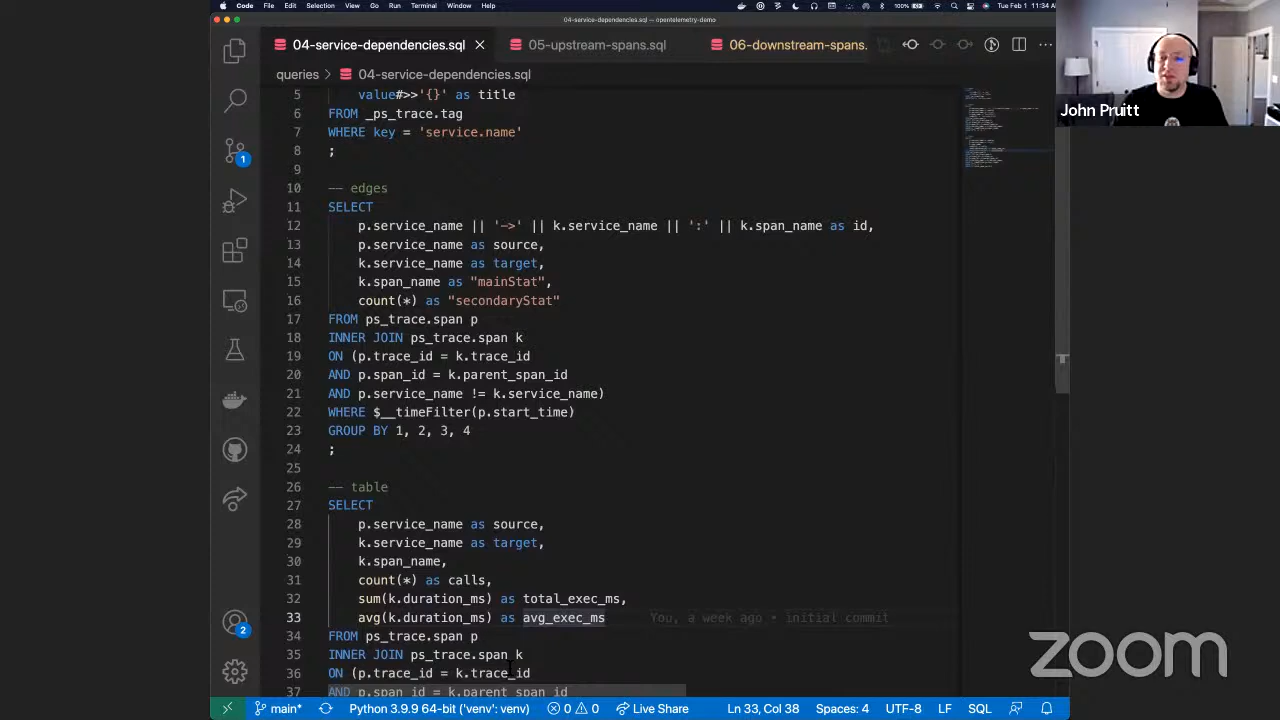 Code File Edit Selection View Go Run Terminal Window Help 100% Tue Feb 1 11:34 A
04-service-dependencies.sql — opentelemetry-demo
04-service-dependencies.sql 05-upstream-spans.sql 06-downstream-spans.
queries > 04-service-dependencies.sql
John Pruitt
5 value#>>'{}' as title
6 FROM _ps_trace.tag
7 WHERE key = 'service.name'
8 ;
9
10 -- edges
11 SELECT
12 p.service_name || '->' || k.service_name || ':' || k.span_name as id,
13 p.service_name as source,
14 k.service_name as target,
15 k.span_name as "mainStat",
16 count(*) as "secondaryStat"
17 FROM ps_trace.span p
18 INNER JOIN ps_trace.span k
19 ON (p.trace_id = k.trace_id
20 AND p.span_id = k.parent_span_id
21 AND p.service_name != k.service_name)
22 WHERE $__timeFilter(p.start_time)
23 GROUP BY 1, 2, 3, 4
24 ;
25
26 -- table
27 SELECT
28 p.service_name as source,
29 k.service_name as target,
30 k.span_name,
31 count(*) as calls,
32 sum(k.duration_ms) as total_exec_ms,
33 avg(k.duration_ms) as avg_exec_ms You, a week ago • initial commit
34 FROM ps_trace.span p
35 INNER JOIN ps_trace.span k
36 ON (p.trace_id = k.trace_id
37 AND p.span_id = k.parent_span_id
1
2
zoom
main* Python 3.9.9 64-bit ('venv': venv) 0 0 Live Share Ln 33, Col 38 Spaces: 4 UTF-8 LF SQL